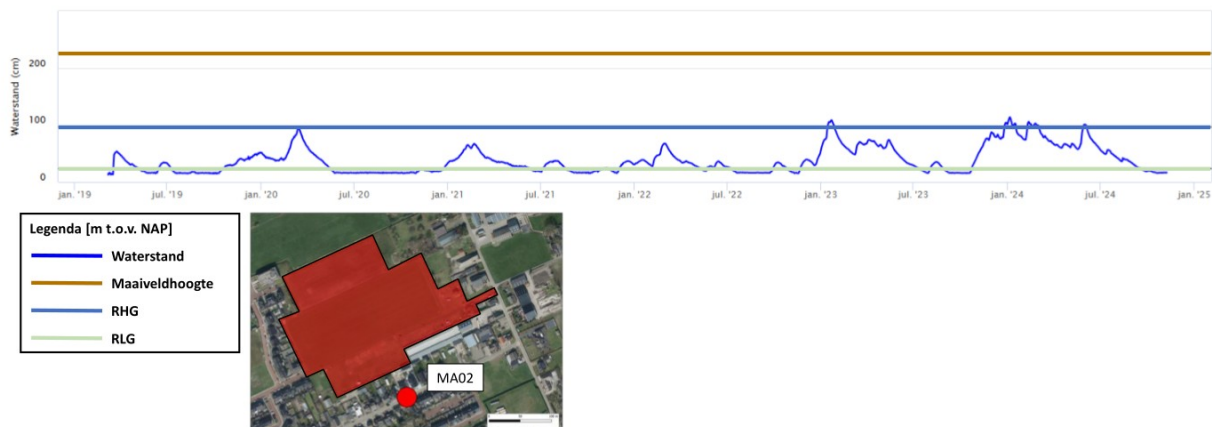 200
100
0
Waterstand (cm)
jan. '19
jul. '19
jan. '20
jul. '20
jan. '21
jul. '21
jan. '22
jul. '22
jan. '23
jul. '23
jan. '24
jul. '24
jan. '25
Legenda [m t.o.v. NAP]
Waterstand
Maaiveldhoogte
RHG
RLG
MA02